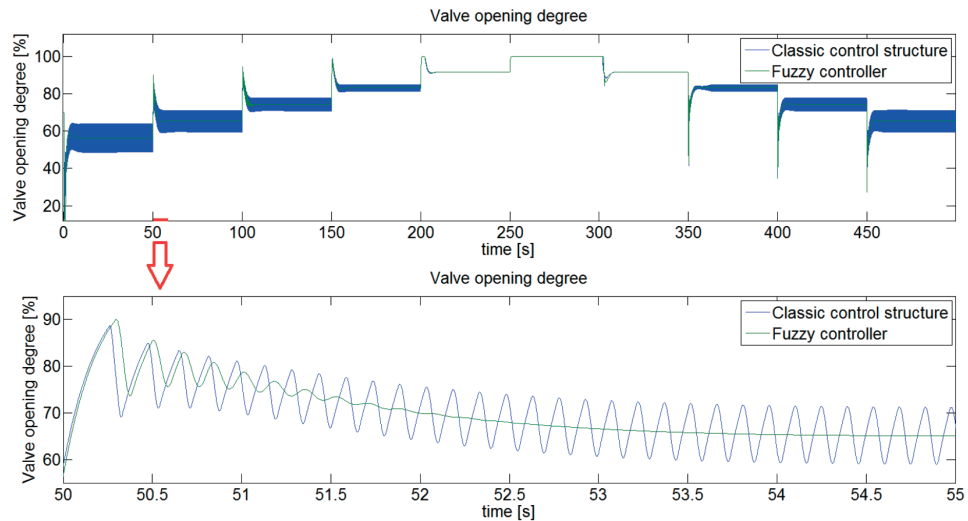 Valve opening degree
Valve opening degree [%]
100
80
60
40
20
Classic control structure
Fuzzy controller
0 50 100 150 200 250 300 350 400 450
time [s]
Valve opening degree
Valve opening degree [%]
90
80
70
60
Classic control structure
Fuzzy controller
50 50.5 51 51.5 52 52.5 53 53.5 54 54.5 55
time [s]